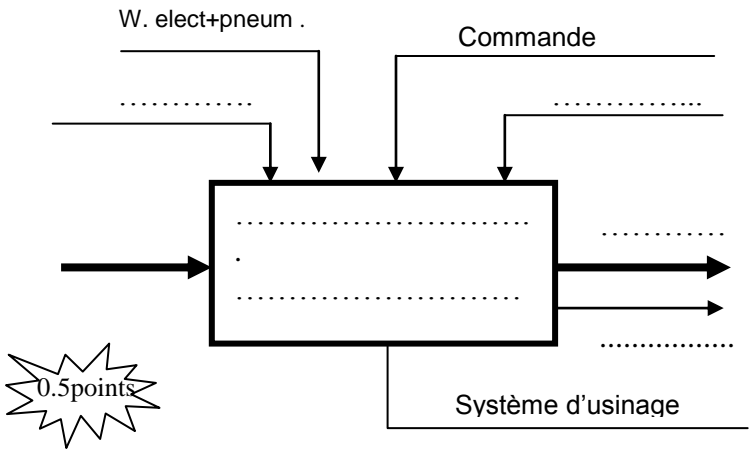 W. elect+pneum .
Commande
. . . . . . . . . . . . .
. . . . . . . . . . . . ...
. . . . . . . . . . . . . . . . . . . . . . . . . . . .
.
. . . . . . . . . . . . . . . . . . . . . . . . . . .
. . . . . . . . . . .
.................
0.5points
Système d’usinage